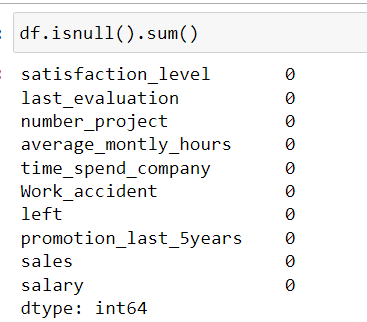 df.isnull().sum()
satisfaction_level 0
last_evaluation 0
number_project 0
average_montly_hours 0
time_spend_company 0
Work_accident 0
left 0
promotion_last_5years 0
sales 0
salary 0
dtype: int64